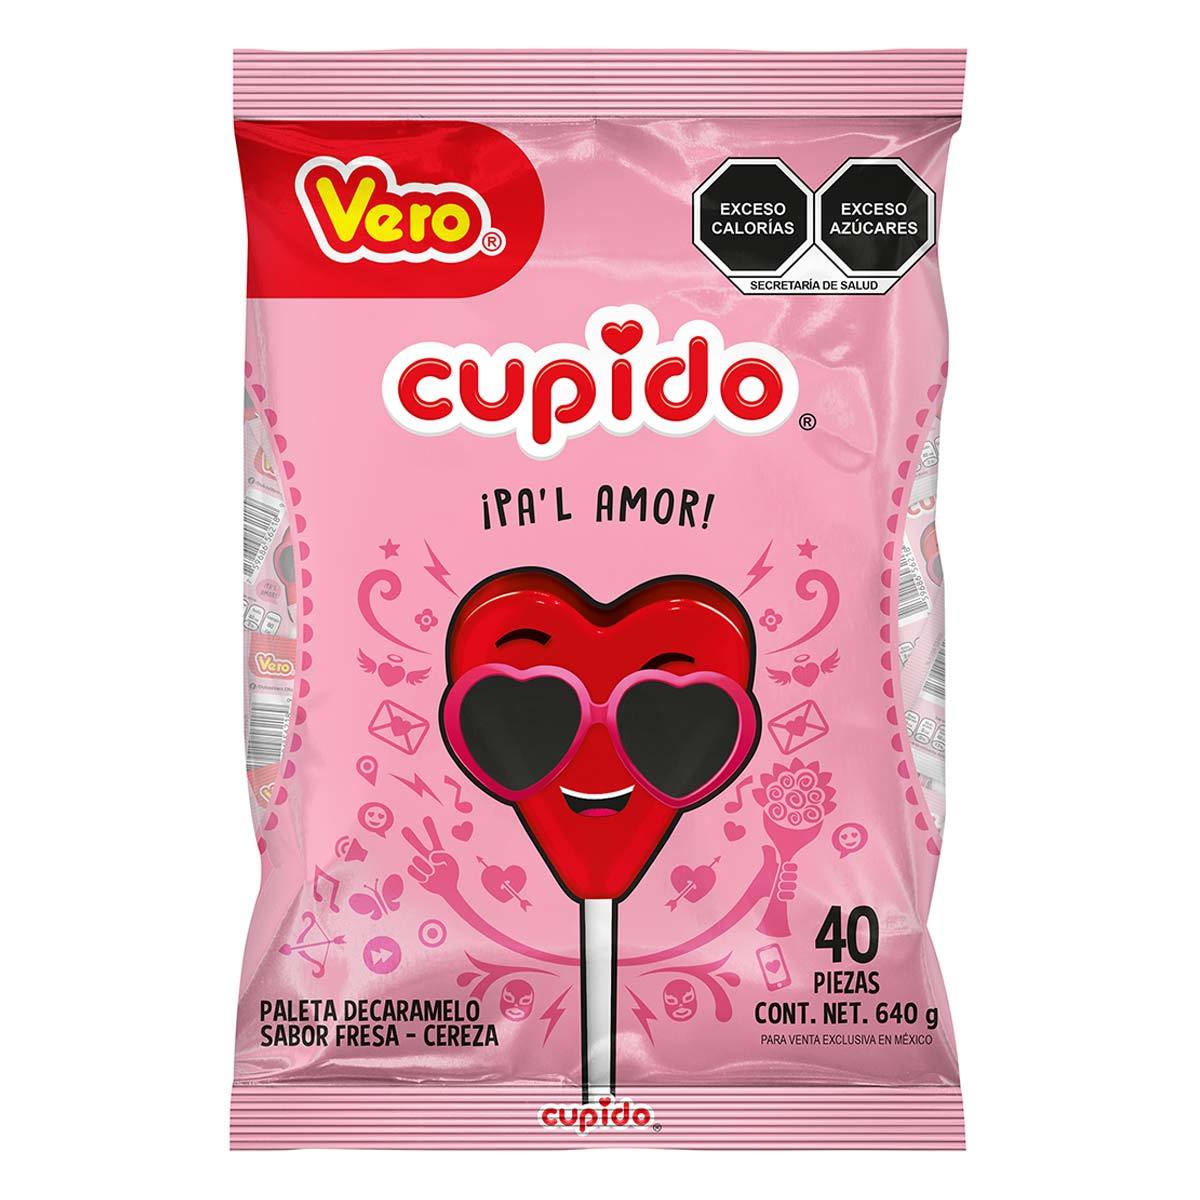 Vero®
EXCESO CALORÍAS
EXCESO AZÚCARES
SECRETARÍA DE SALUD
cupido®
¡PA'L AMOR!
40
PIEZAS
CONT. NET. 640 g
PARA VENTA EXCLUSIVA EN MÉXICO
PALETA DECARAMELO
SABOR FRESA - CEREZA
cupido®
Vero